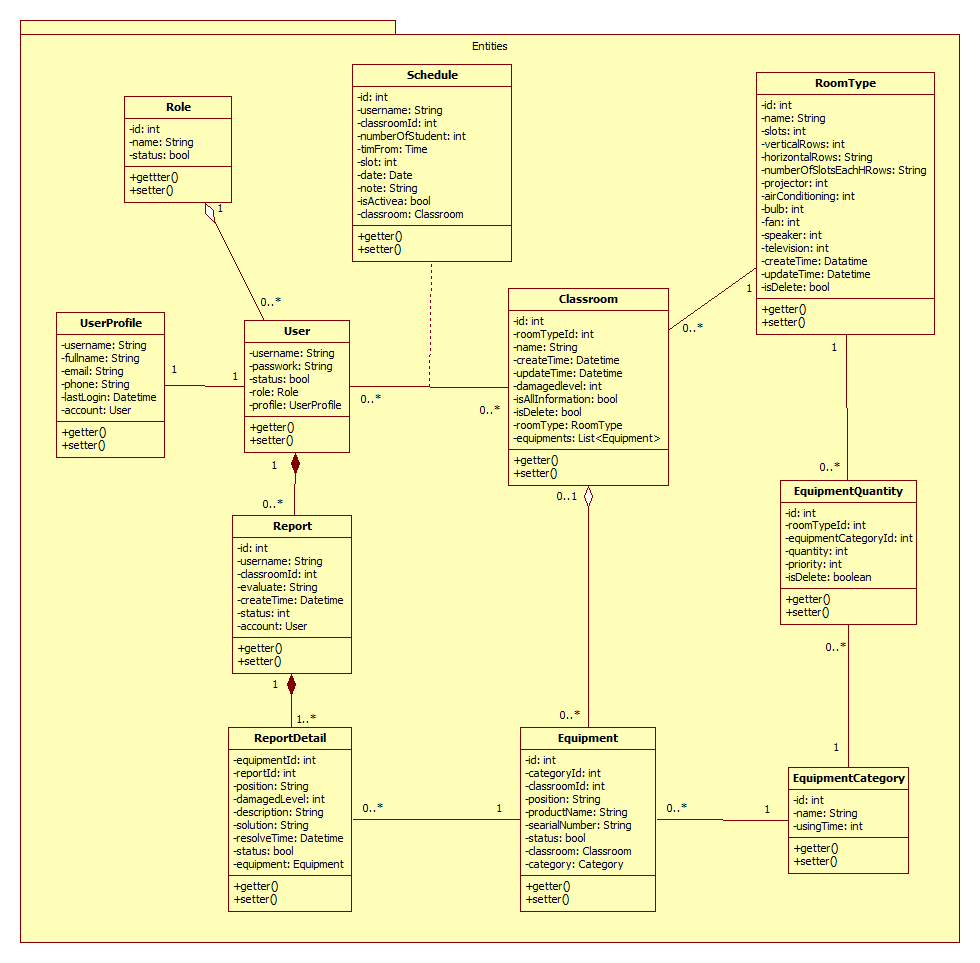 Entities
Schedule
-id: int
-username: String
-classroomId: int
-numberOfStudent: int
-timFrom: Time
-slot: int
-date: Date
-note: String
-isActivea: bool
-classroom: Classroom
+getter()
+setter()
RoomType
-id: int
-name: String
-slots: int
-verticalRows: int
-horizontalRows: String
-numberOfSlotsEachHRows: String
-projector: int
-airConditioning: int
-bulb: int
-fan: int
-speaker: int
-television: int
-createTime: Datatime
-updateTime: Datetime
-isDelete: bool
+getter()
+setter()
Role
-id: int
-name: String
-status: bool
+gettter()
+setter()
1
0..*
1
0..*
Classroom
-id: int
-roomTypeId: int
-name: String
-createTime: Datetime
-updateTime: Datetime
-damagedlevel: int
-isAllInformation: bool
-isDelete: bool
-roomType: RoomType
-equipments: List<Equipment>
+getter()
+setter()
UserProfile
-username: String
-fullname: String
-email: String
-phone: String
-lastLogin: Datetime
-account: User
+getter()
+setter()
1
1
User
-username: String
-passwork: String
-status: bool
-role: Role
-profile: UserProfile
+getter()
+setter()
0..*
0..*
1
0..*
1
0..*
0..1
0..*
EquipmentQuantity
-id: int
-roomTypeId: int
-equipmentCategoryId: int
-quantity: int
-priority: int
-isDelete: boolean
+getter()
+setter()
Report
-id: int
-username: String
-classroomId: int
-evaluate: String
-createTime: Datetime
-status: int
-account: User
+getter()
+setter()
1
1..*
0..*
1
ReportDetail
-equipmentId: int
-reportId: int
-position: String
-damagedLevel: int
-description: String
-solution: String
-resolveTime: Datetime
-status: bool
-equipment: Equipment
+getter()
+setter()
0..*
1
Equipment
-id: int
-categoryId: int
-classroomId: int
-position: String
-productName: String
-searialNumber: String
-status: bool
-classroom: Classroom
-category: Category
+getter()
+setter()
0..*
1
EquipmentCategory
-id: int
-name: String
-usingTime: int
+getter()
+setter()